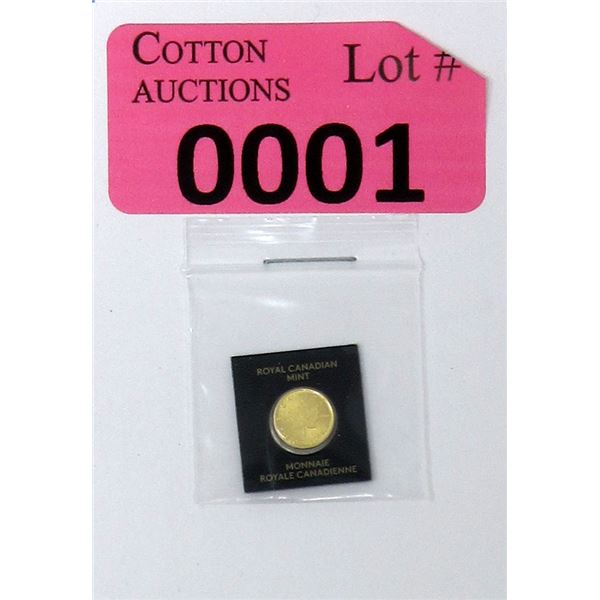 COTTON
AUCTIONS
Lot #
0001
ROYAL CANADIAN
MINT
MONNAIE
ROYALE CANADIENNE